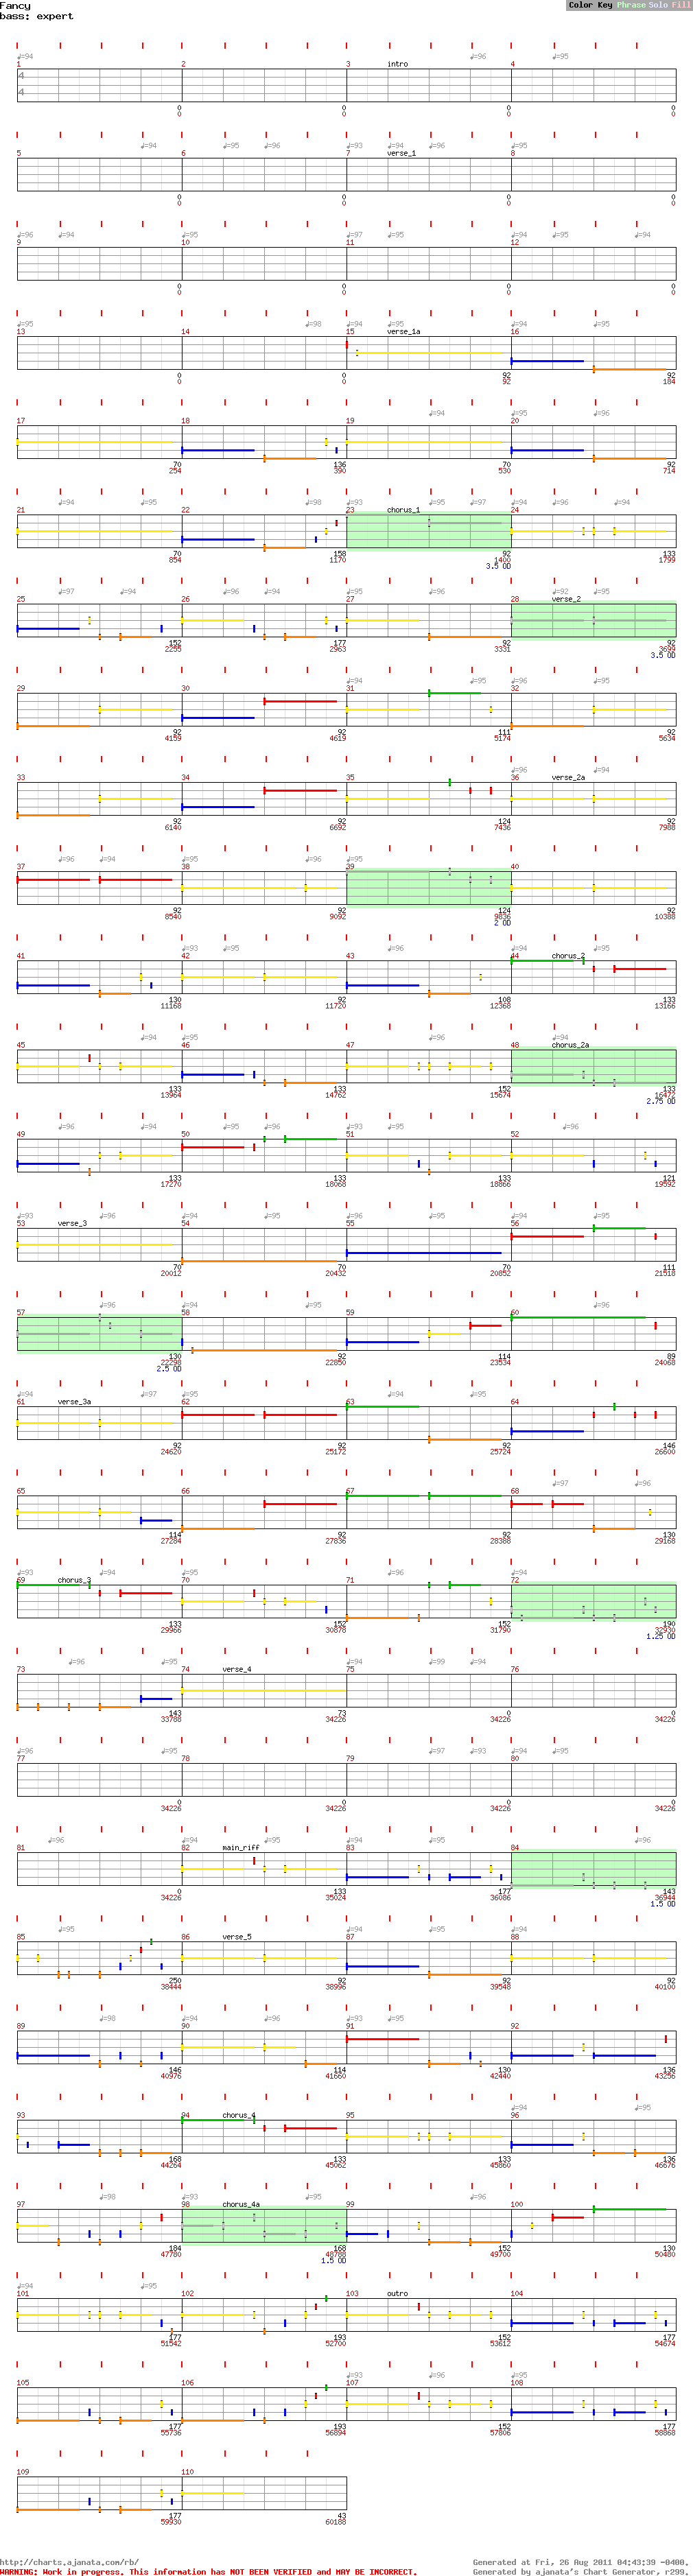 Fancy
bass: expert
Color Key Phrase Solo Fill
♩=94 ♩=96 ♩=95
1 2 3 intro 4
4
4
0 0 0 0
0 0 0 0
♩=94 ♩=95 ♩=96 ♩=93 ♩=94 ♩=96 ♩=95
5 6 7 verse_1 8
0 0 0 0
0 0 0 0
♩=96 ♩=94 ♩=95 ♩=97 ♩=95 ♩=94 ♩=95 ♩=94
9 10 11 12
0 0 0 0
0 0 0 0
♩=95 ♩=98 ♩=94 ♩=95 ♩=94 ♩=95
13 14 15 verse_1a 16
0 0 92 92
0 0 92 184
♩=94 ♩=95 ♩=96
17 18 19 20
70 136 70 92
254 390 530 714
♩=94 ♩=95 ♩=98 ♩=93 ♩=95 ♩=97 ♩=94 ♩=96 ♩=94
21 22 23 chorus_1 24
70 158 92 133
854 1170 1400 1799
3.5 OD
♩=97 ♩=94 ♩=96 ♩=95 ♩=96 ♩=92 ♩=95
25 26 27 28 verse_2
152 177 92 92
2255 2963 3331 3699
3.5 OD
♩=94 ♩=95 ♩=96 ♩=95
29 30 31 32
92 92 111 92
4159 4619 5174 5634
♩=96 ♩=94
33 34 35 36 verse_2a
92 92 124 92
6140 6692 7436 7988
♩=96 ♩=94 ♩=95 ♩=96 ♩=95
37 38 39 40
92 92 124 92
8540 9092 9836 10388
2 OD
♩=93 ♩=95 ♩=96 ♩=94 ♩=95
41 42 43 44 chorus_2
130 92 108 133
11168 11720 12368 13166
♩=94 ♩=95 ♩=96 ♩=94
45 46 47 48 chorus_2a
133 133 152 133
13964 14762 15674 16472
2.75 OD
♩=96 ♩=94 ♩=95 ♩=96 ♩=93 ♩=95 ♩=96
49 50 51 52
133 133 133 121
17270 18068 18866 19592
♩=93 ♩=96 ♩=94 ♩=95 ♩=96 ♩=95 ♩=94 ♩=95
53 verse_3 54 55 56
70 70 70 111
20012 20432 20852 21518
♩=96 ♩=94 ♩=95 ♩=96
57 58 59 60
130 92 114 89
22298 22850 23534 24068
2.5 OD
♩=94 ♩=97 ♩=95 ♩=94 ♩=95
61 verse_3a 62 63 64
92 92 92 146
24620 25172 25724 26600
♩=97 ♩=96
65 66 67 68
114 92 92 130
27284 27836 28388 29168
♩=93 ♩=94 ♩=95 ♩=96 ♩=94
69 chorus_3 70 71 72
133 152 152 190
29966 30878 31790 32930
1.25 OD
♩=96 ♩=95 ♩=94 ♩=99 ♩=94
73 74 verse_4 75 76
143 73 0 0
33788 34226 34226 34226
♩=96 ♩=95 ♩=97 ♩=93 ♩=94 ♩=95
77 78 79 80
0 0 0 0
34226 34226 34226 34226
♩=96 ♩=94 ♩=95 ♩=94 ♩=95 ♩=96
81 82 main_riff 83 84
0 133 177 143
34226 35024 36086 36944
1.5 OD
♩=95 ♩=94 ♩=95 ♩=94
85 86 verse_5 87 88
250 92 92 92
38444 38996 39548 40100
♩=98 ♩=94 ♩=96 ♩=93 ♩=95
89 90 91 92
146 114 130 136
40976 41660 42440 43256
♩=94 ♩=95
93 94 chorus_4 95 96
168 133 133 136
44264 45062 45860 46676
♩=98 ♩=93 ♩=95 ♩=96
97 98 chorus_4a 99 100
184 168 152 130
47780 48788 49700 50480
1.5 OD
♩=94 ♩=95
101 102 103 outro 104
177 193 152 177
51542 52700 53612 54674
♩=93 ♩=96 ♩=95
105 106 107 108
177 193 152 177
55736 56894 57806 58868
109 110
177 43
59930 60188
http://charts.ajanata.com/rb/
Generated at Fri, 26 Aug 2011 04:43:39 -0400.
WARNING: Work in progress. This information has NOT BEEN VERIFIED and MAY BE INCORRECT.
Generated by ajanata's Chart Generator, r299.